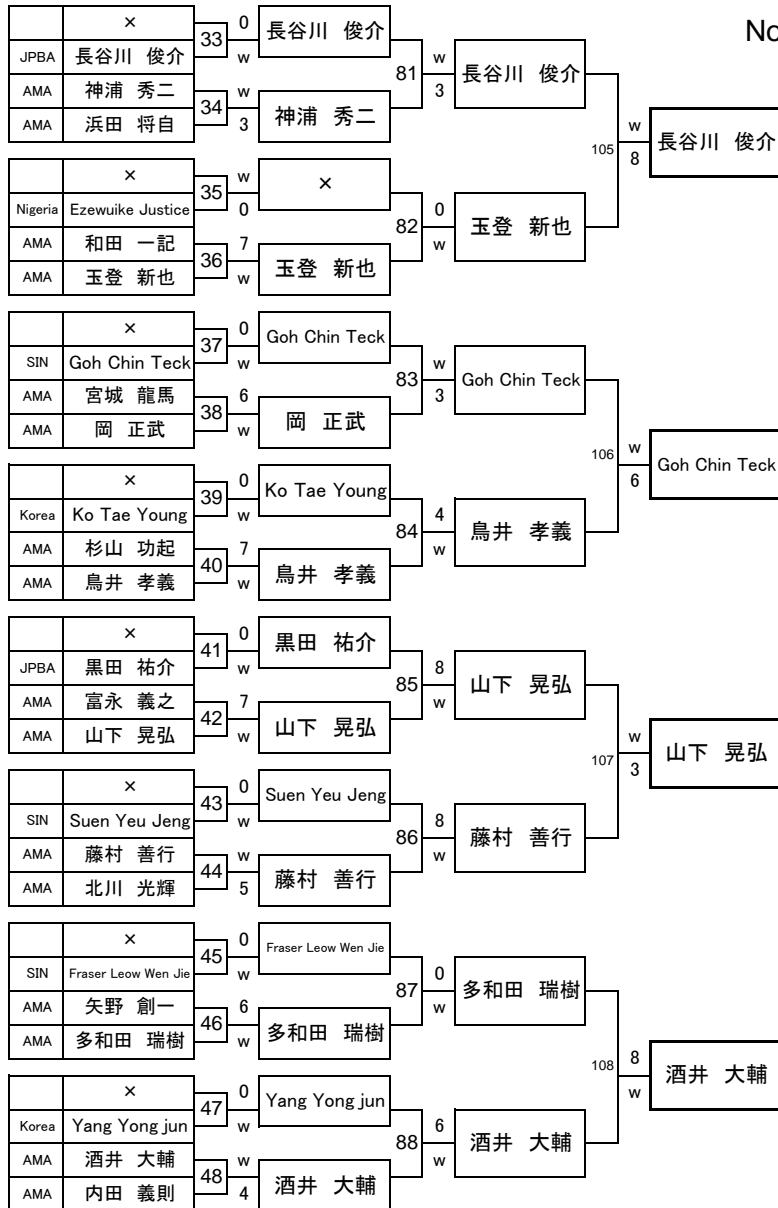 No
×
33
0
長谷川 俊介
JPBA 長谷川 俊介
w
AMA 神浦 秀二
34
w
神浦 秀二
AMA 浜田 将自
3
81
w
3
長谷川 俊介
×
35
w
×
Nigeria Ezewuike Justice
0
AMA 和田 一記
36
7
玉登 新也
AMA 玉登 新也
w
82
0
w
玉登 新也
105
w
8
長谷川 俊介
×
37
0
Goh Chin Teck
SIN Goh Chin Teck
w
AMA 宮城 龍馬
38
6
岡 正武
AMA 岡 正武
w
83
w
3
Goh Chin Teck
×
39
0
Ko Tae Young
Korea Ko Tae Young
w
AMA 杉山 功起
40
7
鳥井 孝義
AMA 鳥井 孝義
w
84
4
w
鳥井 孝義
106
w
6
Goh Chin Teck
×
41
0
黒田 祐介
JPBA 黒田 祐介
w
AMA 富永 義之
42
7
山下 晃弘
AMA 山下 晃弘
w
85
8
w
山下 晃弘
×
43
0
Suen Yeu Jeng
SIN Suen Yeu Jeng
w
AMA 藤村 善行
44
w
藤村 善行
AMA 北川 光輝
5
86
8
w
藤村 善行
107
w
3
山下 晃弘
×
45
0
Fraser Leow Wen Jie
SIN Fraser Leow Wen Jie
w
AMA 矢野 創一
46
6
多和田 瑞樹
AMA 多和田 瑞樹
w
87
0
w
多和田 瑞樹
×
47
0
Yang Yong jun
Korea Yang Yong jun
w
AMA 酒井 大輔
48
w
酒井 大輔
AMA 内田 義則
4
88
6
w
酒井 大輔
108
8
w
酒井 大輔